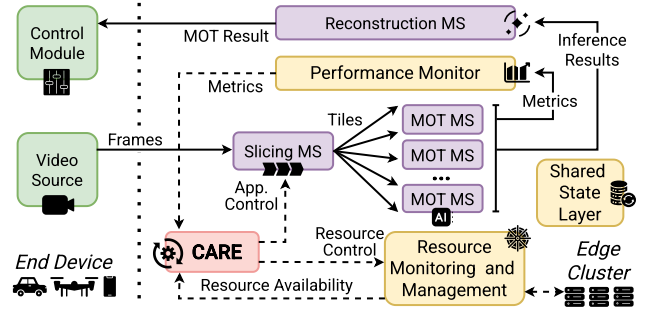 Control
Module
MOT Result
Reconstruction MS
Inference
Results
Performance Monitor
Metrics
Metrics
Frames
Tiles
MOT MS
Video
Source
Slicing MS
MOT MS
...
MOT MS
AI
App.
Control
Shared
State
Layer
CARE
Resource
Control
Resource
Monitoring and
Management
Resource Availability
End Device
Edge
Cluster